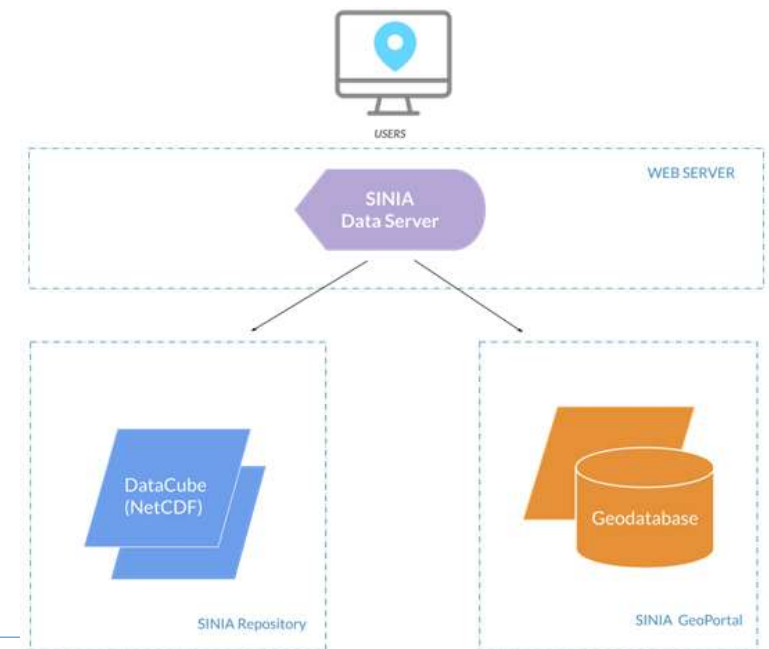 USERS
WEB SERVER
SINIA
Data Server
DataCube
(NetCDF)
SINIA Repository
Geodatabase
SINIA GeoPortal